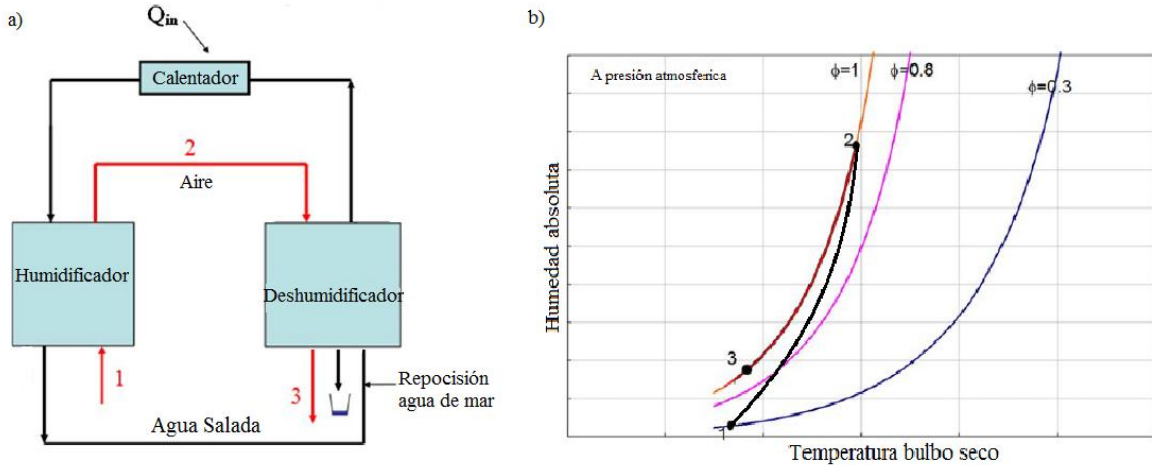 a)
Qin
Calentador
2
Aire
Humidificador
Deshumidificador
1
3
Repocisión
agua de mar
Agua Salada
b)
A presión atmosférica
ϕ=1
ϕ=0.8
ϕ=0.3
2
3
1
Humedad absoluta
Temperatura bulbo seco